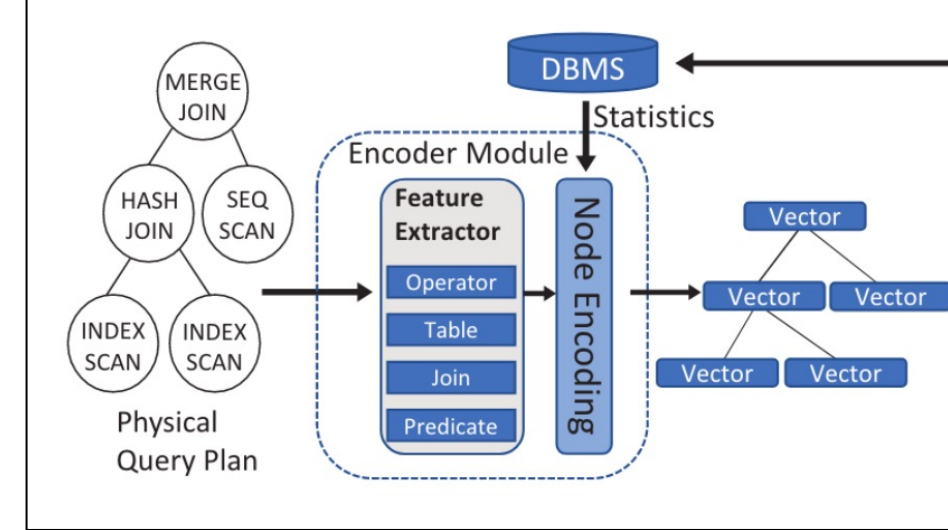 MERGE
JOIN
HASH
JOIN
SEQ
SCAN
INDEX
SCAN
INDEX
SCAN
Physical
Query Plan
DBMS
Statistics
Encoder Module
Feature
Extractor
Operator
Table
Join
Predicate
Node Encoding
Vector
Vector
Vector
Vector
Vector